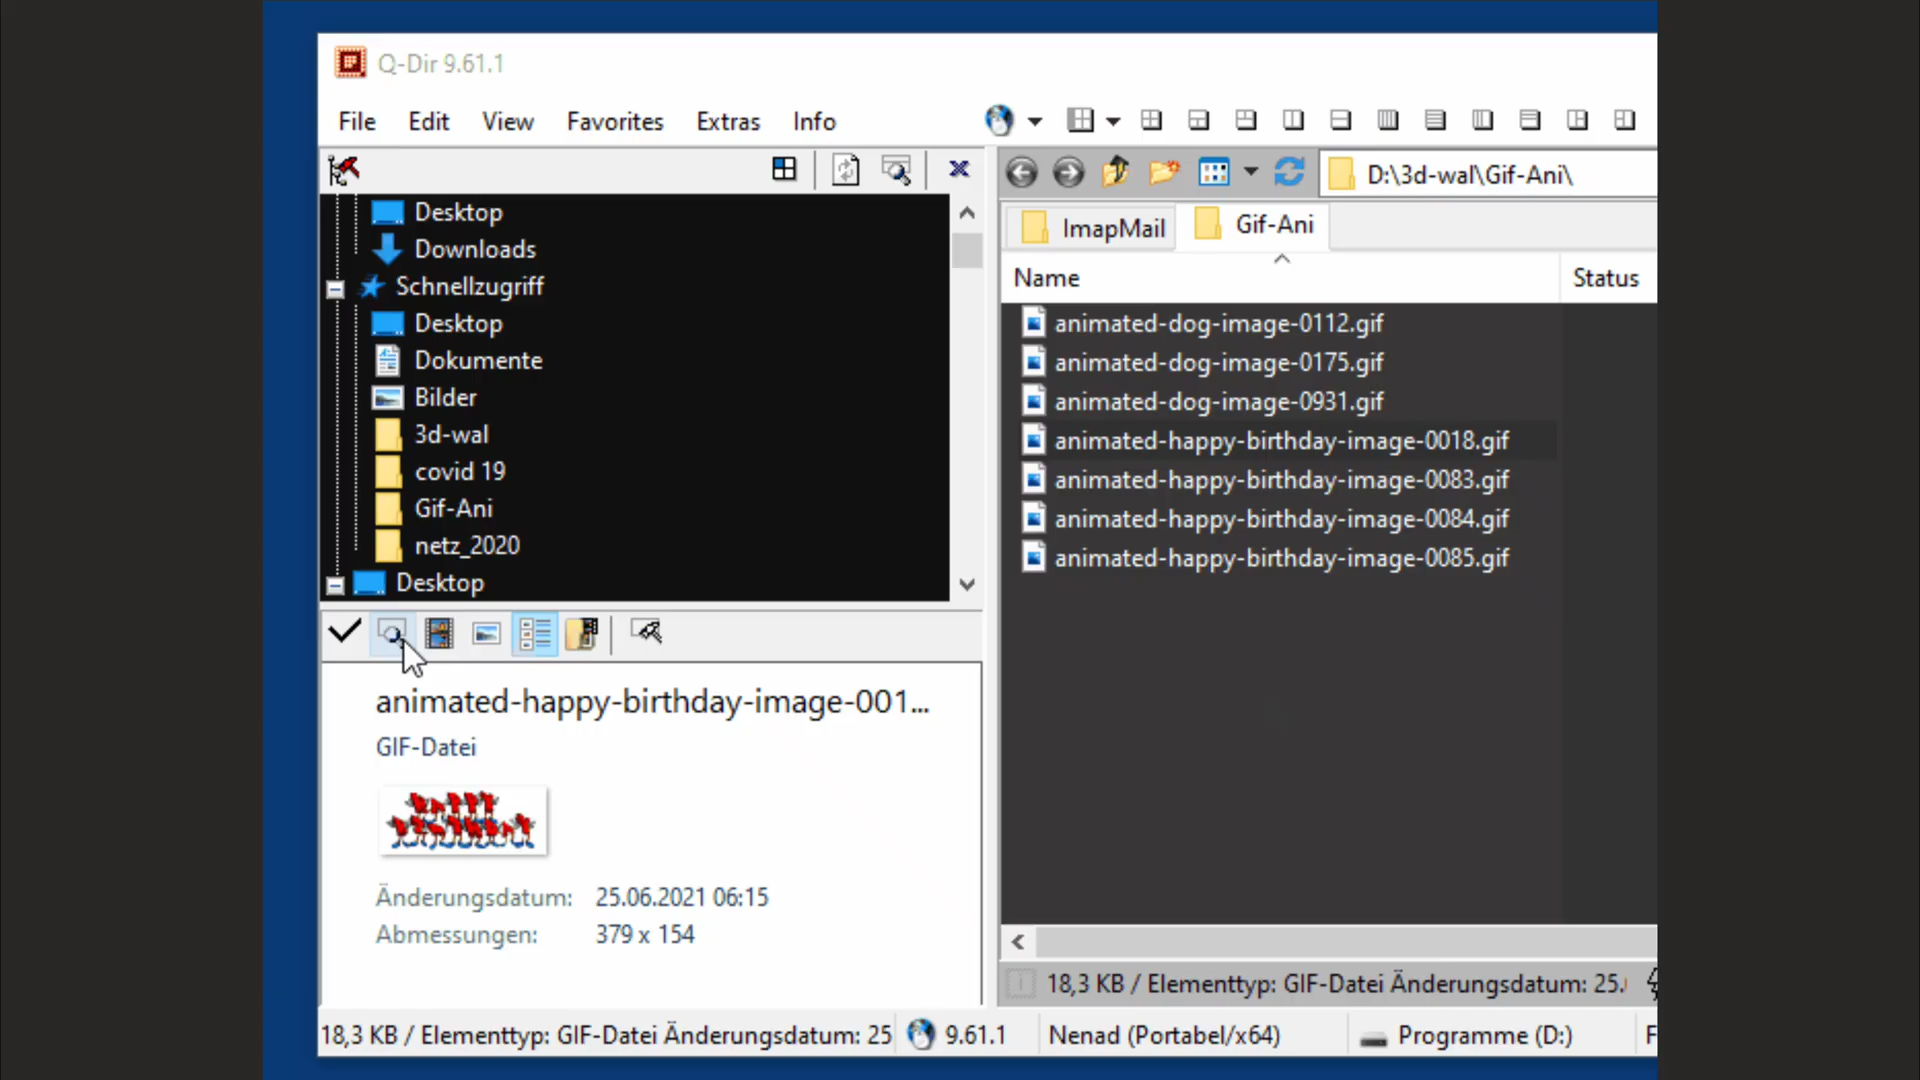 Q-Dir 9.61.1
File Edit View Favorites Extras Info
D:\3d-wal\Gif-Ani\
ImapMail Gif-Ani
Name Status
Desktop
Downloads
Schnellzugriff
Desktop
Dokumente
Bilder
3d-wal
covid 19
Gif-Ani
netz_2020
Desktop
animated-dog-image-0112.gif
animated-dog-image-0175.gif
animated-dog-image-0931.gif
animated-happy-birthday-image-0018.gif
animated-happy-birthday-image-0083.gif
animated-happy-birthday-image-0084.gif
animated-happy-birthday-image-0085.gif
animated-happy-birthday-image-001...
GIF-Datei
Änderungsdatum: 25.06.2021 06:15
Abmessungen: 379 x 154
18,3 KB / Elementtyp: GIF-Datei Änderungsdatum: 25.
18,3 KB / Elementtyp: GIF-Datei Änderungsdatum: 25 9.61.1 Nenad (Portabel/x64) Programme (D:) F